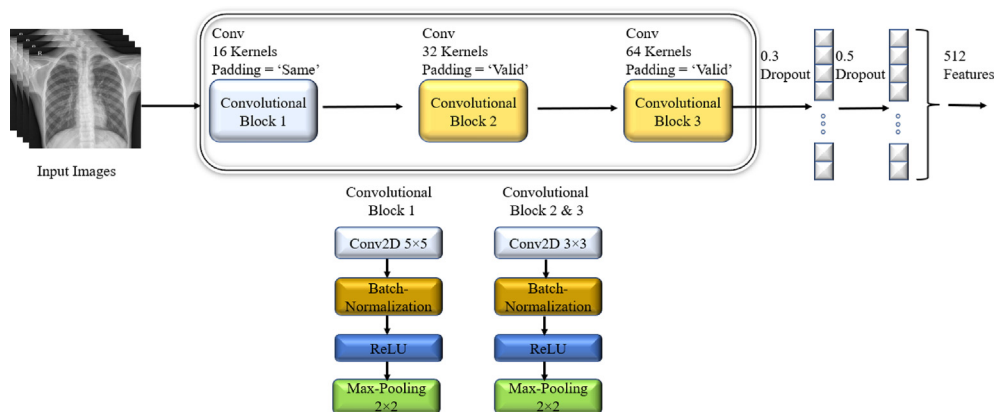 Conv
16 Kernels
Padding = ‘Same’
Conv
32 Kernels
Padding = ‘Valid’
Conv
64 Kernels
Padding = ‘Valid’
Convolutional
Block 1
Convolutional
Block 2
Convolutional
Block 3
0.3
Dropout
0.5
Dropout
512
Features
Input Images
Convolutional
Block 1
Conv2D 5×5
Batch-
Normalization
ReLU
Max-Pooling
2×2
Convolutional
Block 2 & 3
Conv2D 3×3
Batch-
Normalization
ReLU
Max-Pooling
2×2